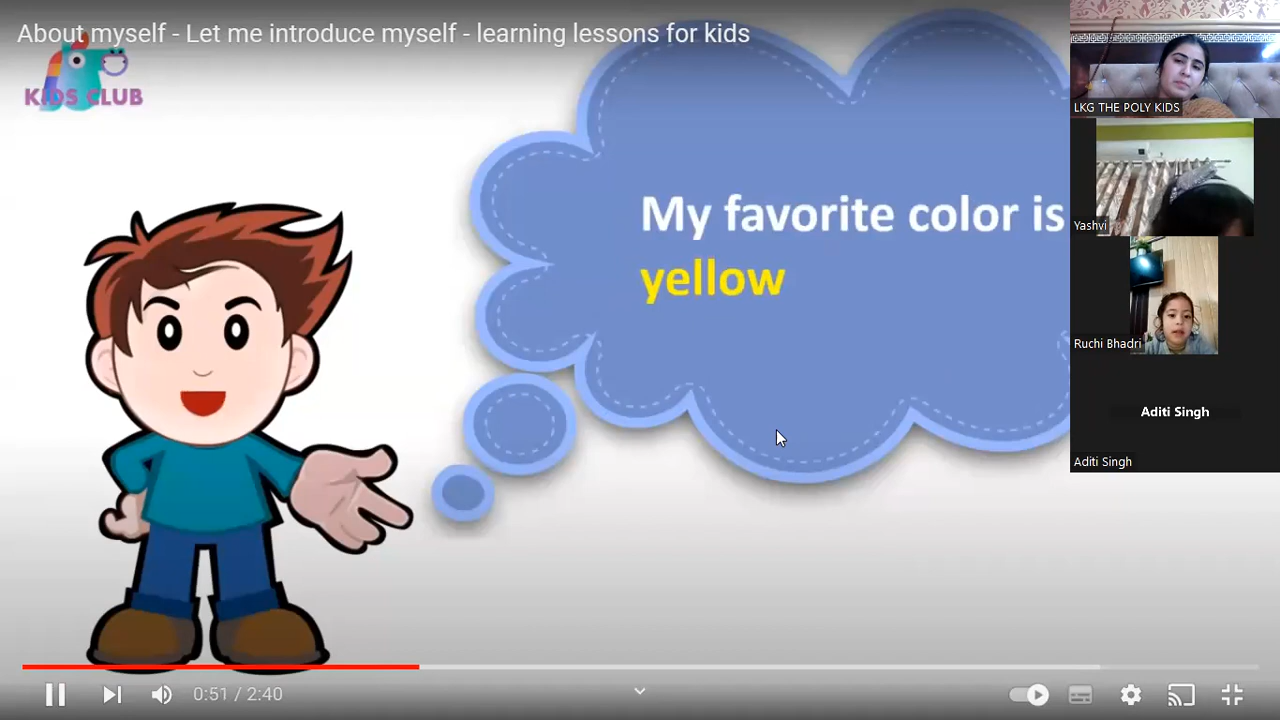 About myself - Let me introduce myself - learning lessons for kids
KIDS CLUB
My favorite color is
yellow
LKG THE POLY KIDS
Yashvi
Ruchi Bhadri
Aditi Singh
Aditi Singh
0:51 / 2:40